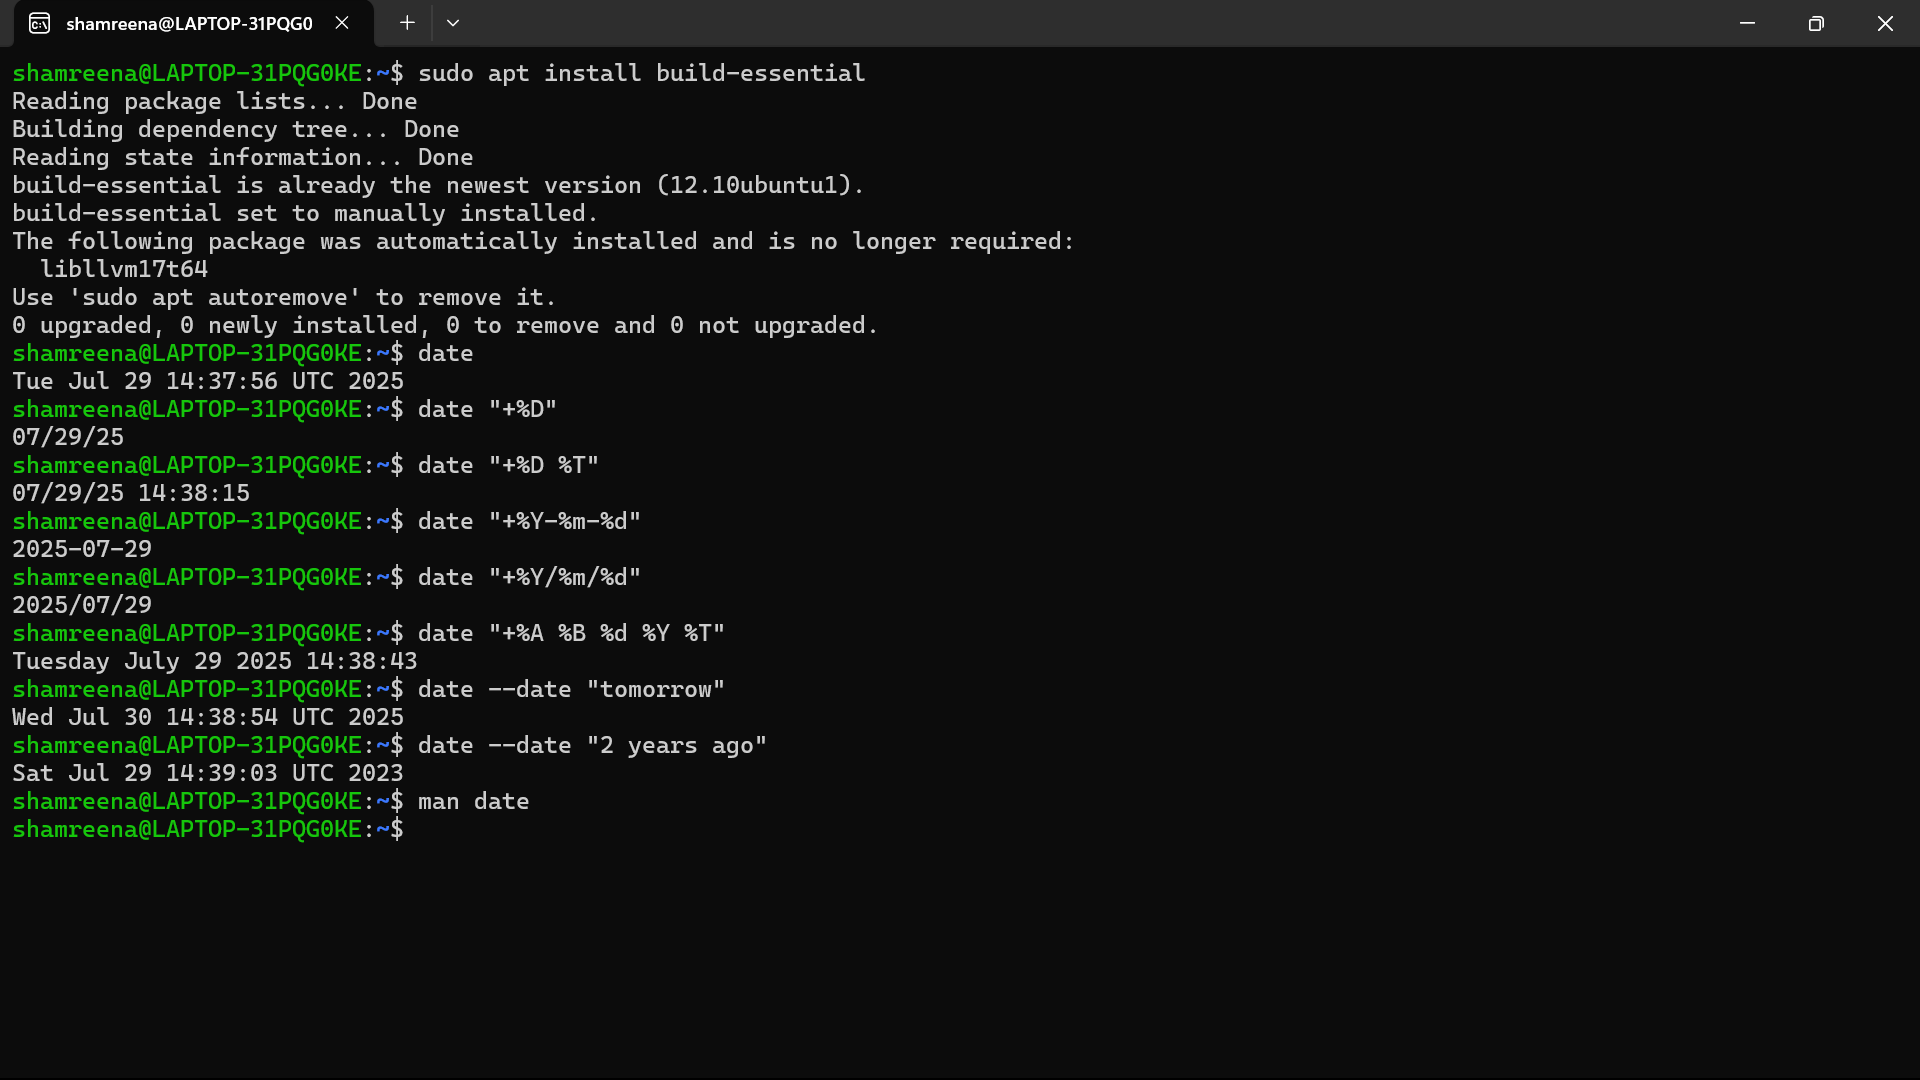 shamreena@LAPTOP-31PQG0
shamreena@LAPTOP-31PQG0KE:~$ sudo apt install build-essential
Reading package lists... Done
Building dependency tree... Done
Reading state information... Done
build-essential is already the newest version (12.10ubuntu1).
build-essential set to manually installed.
The following package was automatically installed and is no longer required:
  libllvm17t64
Use 'sudo apt autoremove' to remove it.
0 upgraded, 0 newly installed, 0 to remove and 0 not upgraded.
shamreena@LAPTOP-31PQG0KE:~$ date
Tue Jul 29 14:37:56 UTC 2025
shamreena@LAPTOP-31PQG0KE:~$ date "+%D"
07/29/25
shamreena@LAPTOP-31PQG0KE:~$ date "+%D %T"
07/29/25 14:38:15
shamreena@LAPTOP-31PQG0KE:~$ date "+%Y-%m-%d"
2025-07-29
shamreena@LAPTOP-31PQG0KE:~$ date "+%Y/%m/%d"
2025/07/29
shamreena@LAPTOP-31PQG0KE:~$ date "+%A %B %d %Y %T"
Tuesday July 29 2025 14:38:43
shamreena@LAPTOP-31PQG0KE:~$ date --date "tomorrow"
Wed Jul 30 14:38:54 UTC 2025
shamreena@LAPTOP-31PQG0KE:~$ date --date "2 years ago"
Sat Jul 29 14:39:03 UTC 2023
shamreena@LAPTOP-31PQG0KE:~$ man date
shamreena@LAPTOP-31PQG0KE:~$